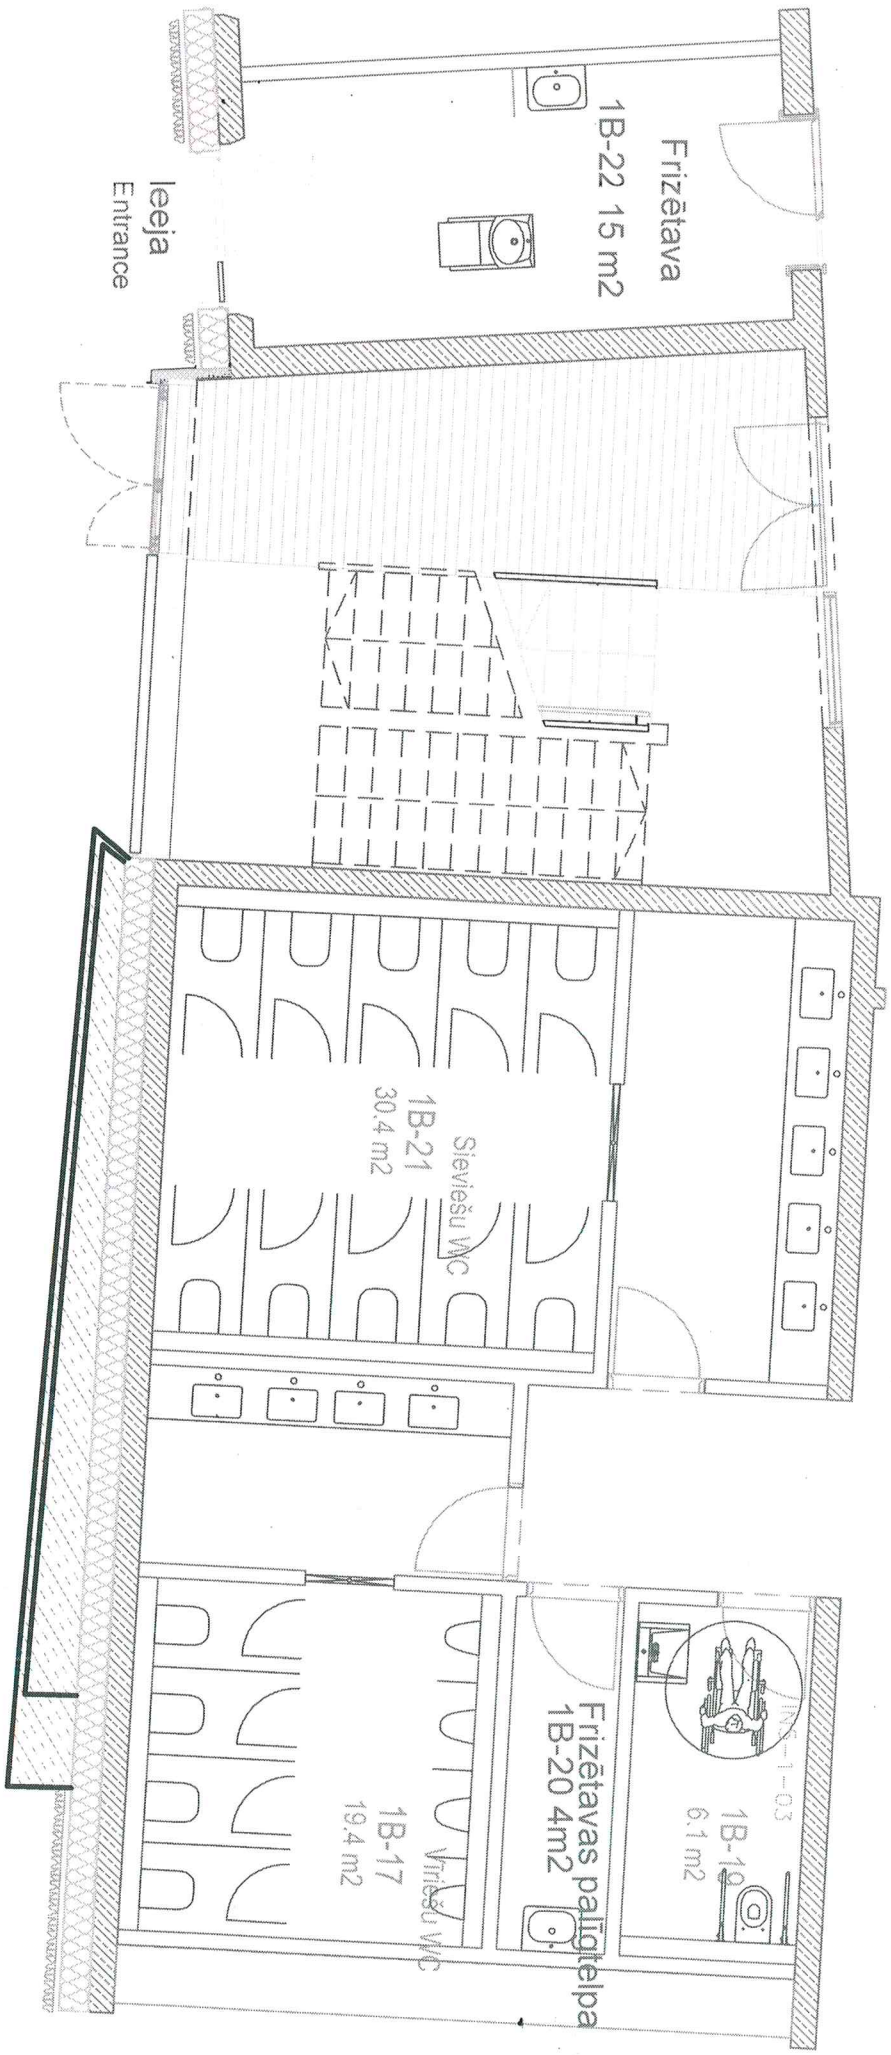 Frizētava
1B-22 15 m2
Ieeja
Entrance
Sieviešu WC
1B-21
30.4 m2
Vīriešu WC
1B-17
19.4 m2
Frizētavas palīgtelpa
1B-20 4m2
1B-19
6.1 m2